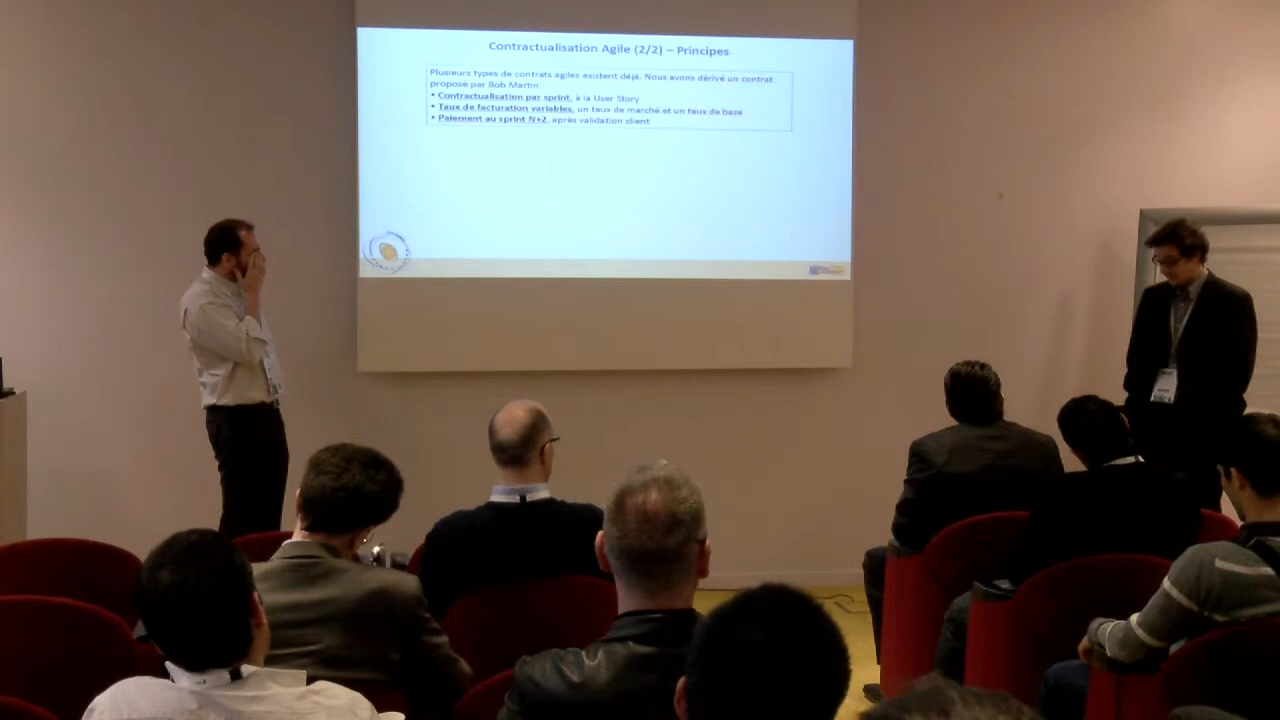 Contractualisation Agile (2/2) – Principes
Plusieurs types de contrats agiles existent déjà. Nous avons dérivé un contrat
proposé par Bob Martin
• Contractualisation par sprint, à la User Story
• Taux de facturation variables, un taux de marché et un taux de base
• Paiement au sprint N+2, après validation client